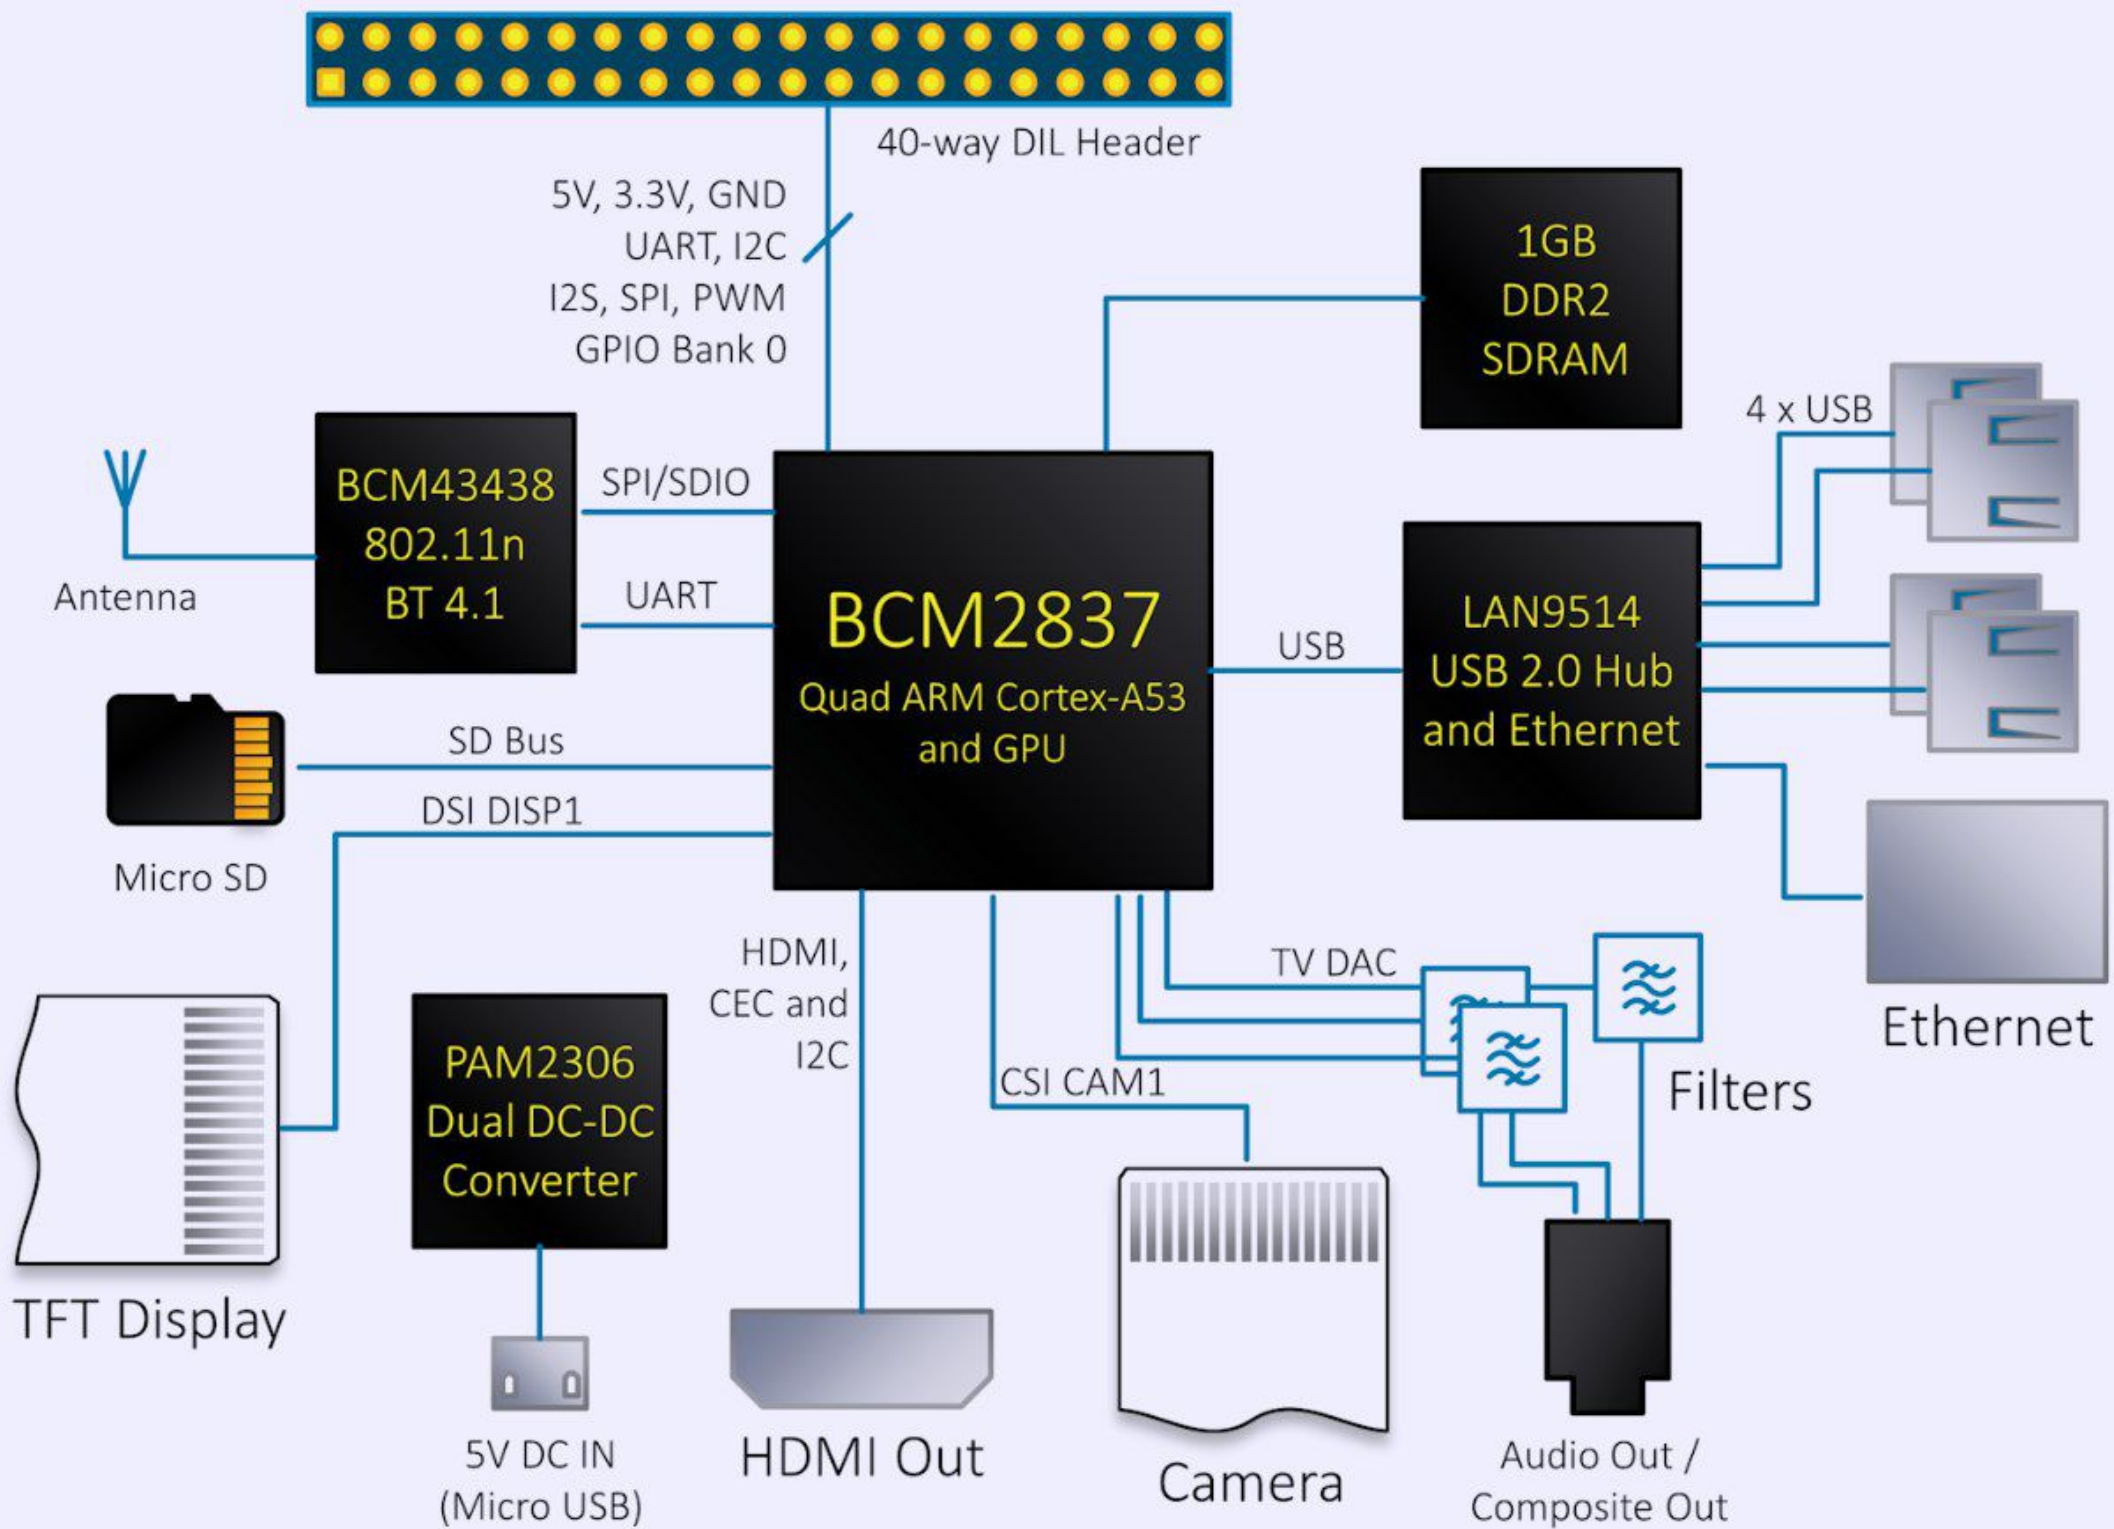 40-way DIL Header
5V, 3.3V, GND
UART, I2C
I2S, SPI, PWM
GPIO Bank 0
1GB
DDR2
SDRAM
4 x USB
BCM43438
802.11n
BT 4.1
SPI/SDIO
UART
Antenna
BCM2837
Quad ARM Cortex-A53
and GPU
USB
LAN9514
USB 2.0 Hub
and Ethernet
SD Bus
DSI DISP1
Micro SD
HDMI,
CEC and
I2C
TV DAC
CSI CAM1
Ethernet
Filters
PAM2306
Dual DC-DC
Converter
TFT Display
5V DC IN
(Micro USB)
HDMI Out
Camera
Audio Out /
Composite Out